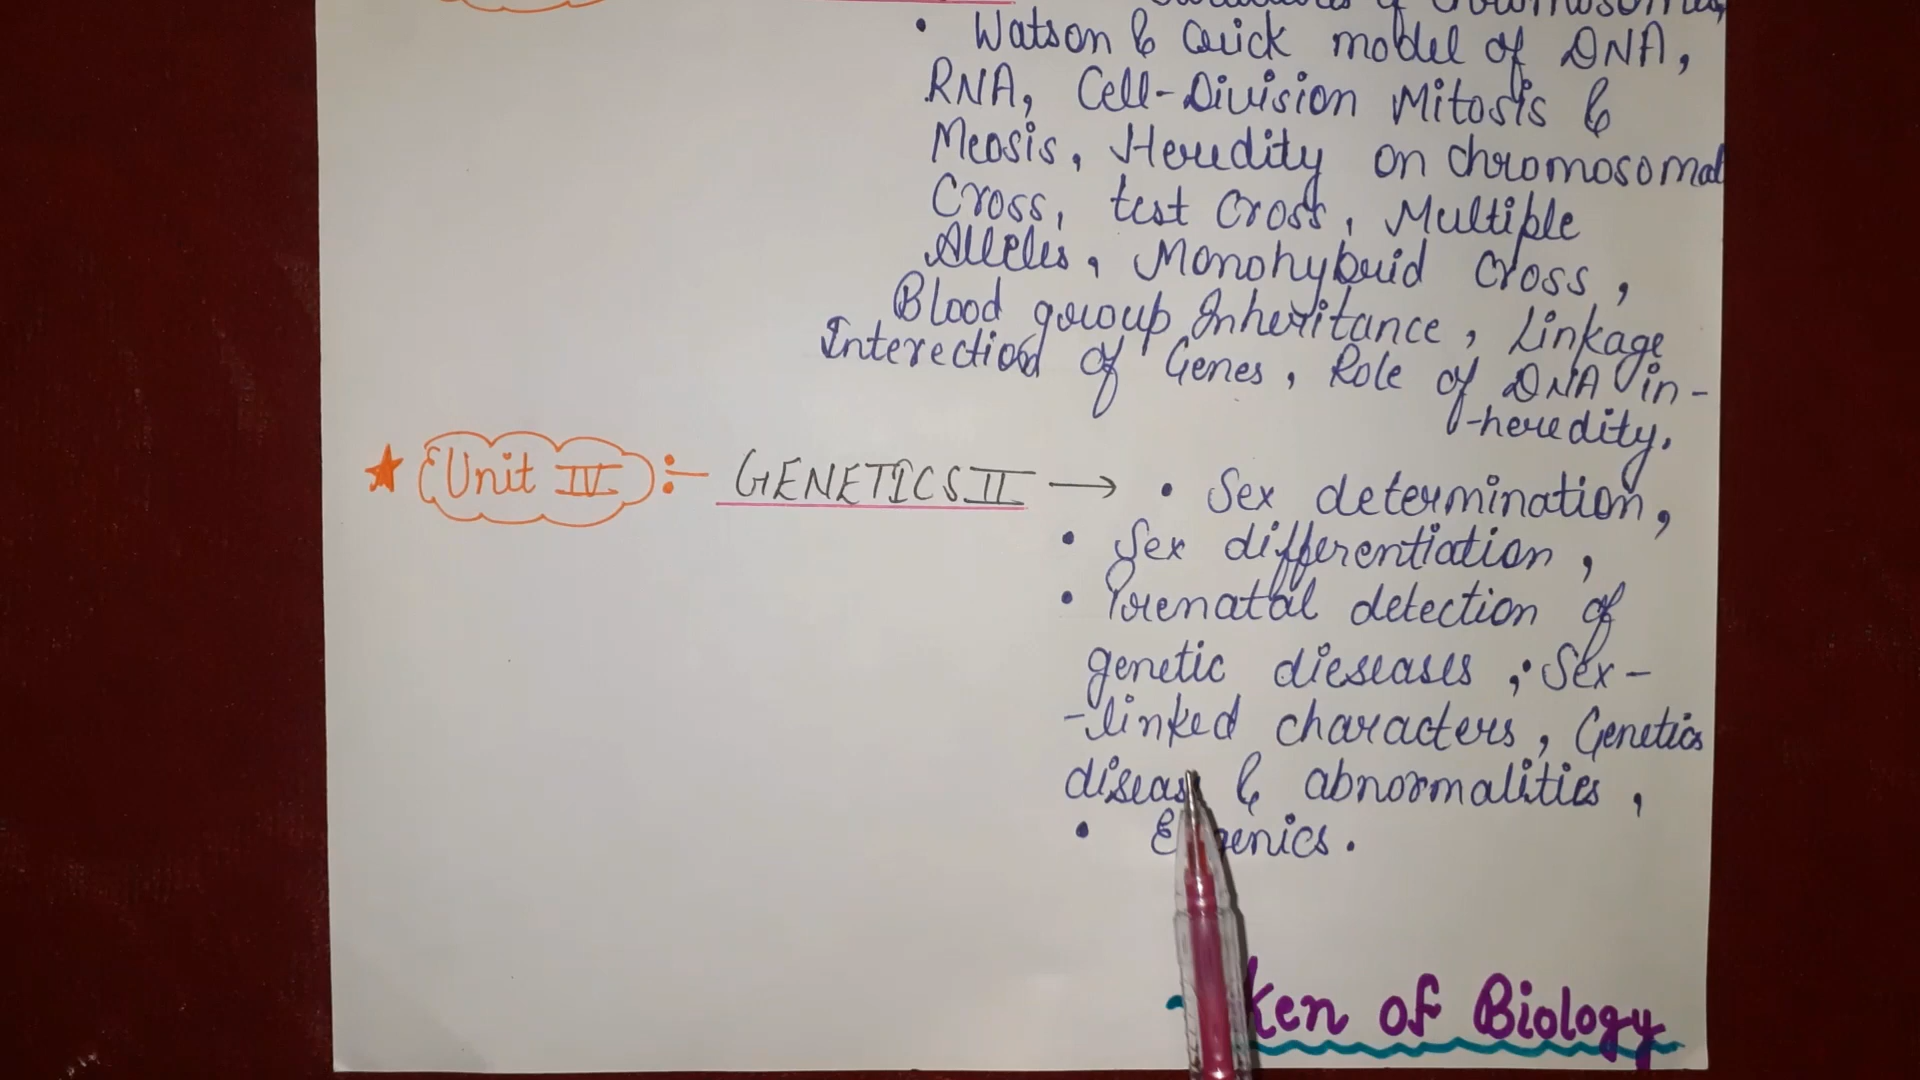 • Watson & Crick model of DNA,
RNA, Cell-Division Mitosis &
Meosis, Heredity on chromosomal
Cross, test Cross, Multiple
Alleles, Monohybrid Cross,
Blood group Inheritance, Linkage
Interection of Genes, Role of DNA in-
-heredity.
★ Unit IV :- GENETICS II → • Sex determination,
• Sex differentiation,
• Prenatal detection of
genetic dieseases, • Sex-
-linked characters, Genetics
& abnormalities,
•
ken of Biology